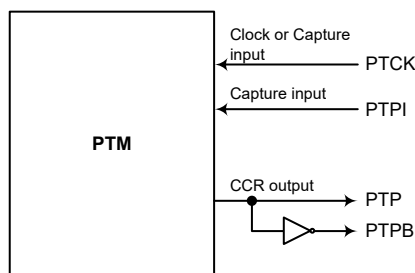 Clock or Capture
input
PTCK
Capture input
PTPI
PTM
CCR output
PTP
PTPB